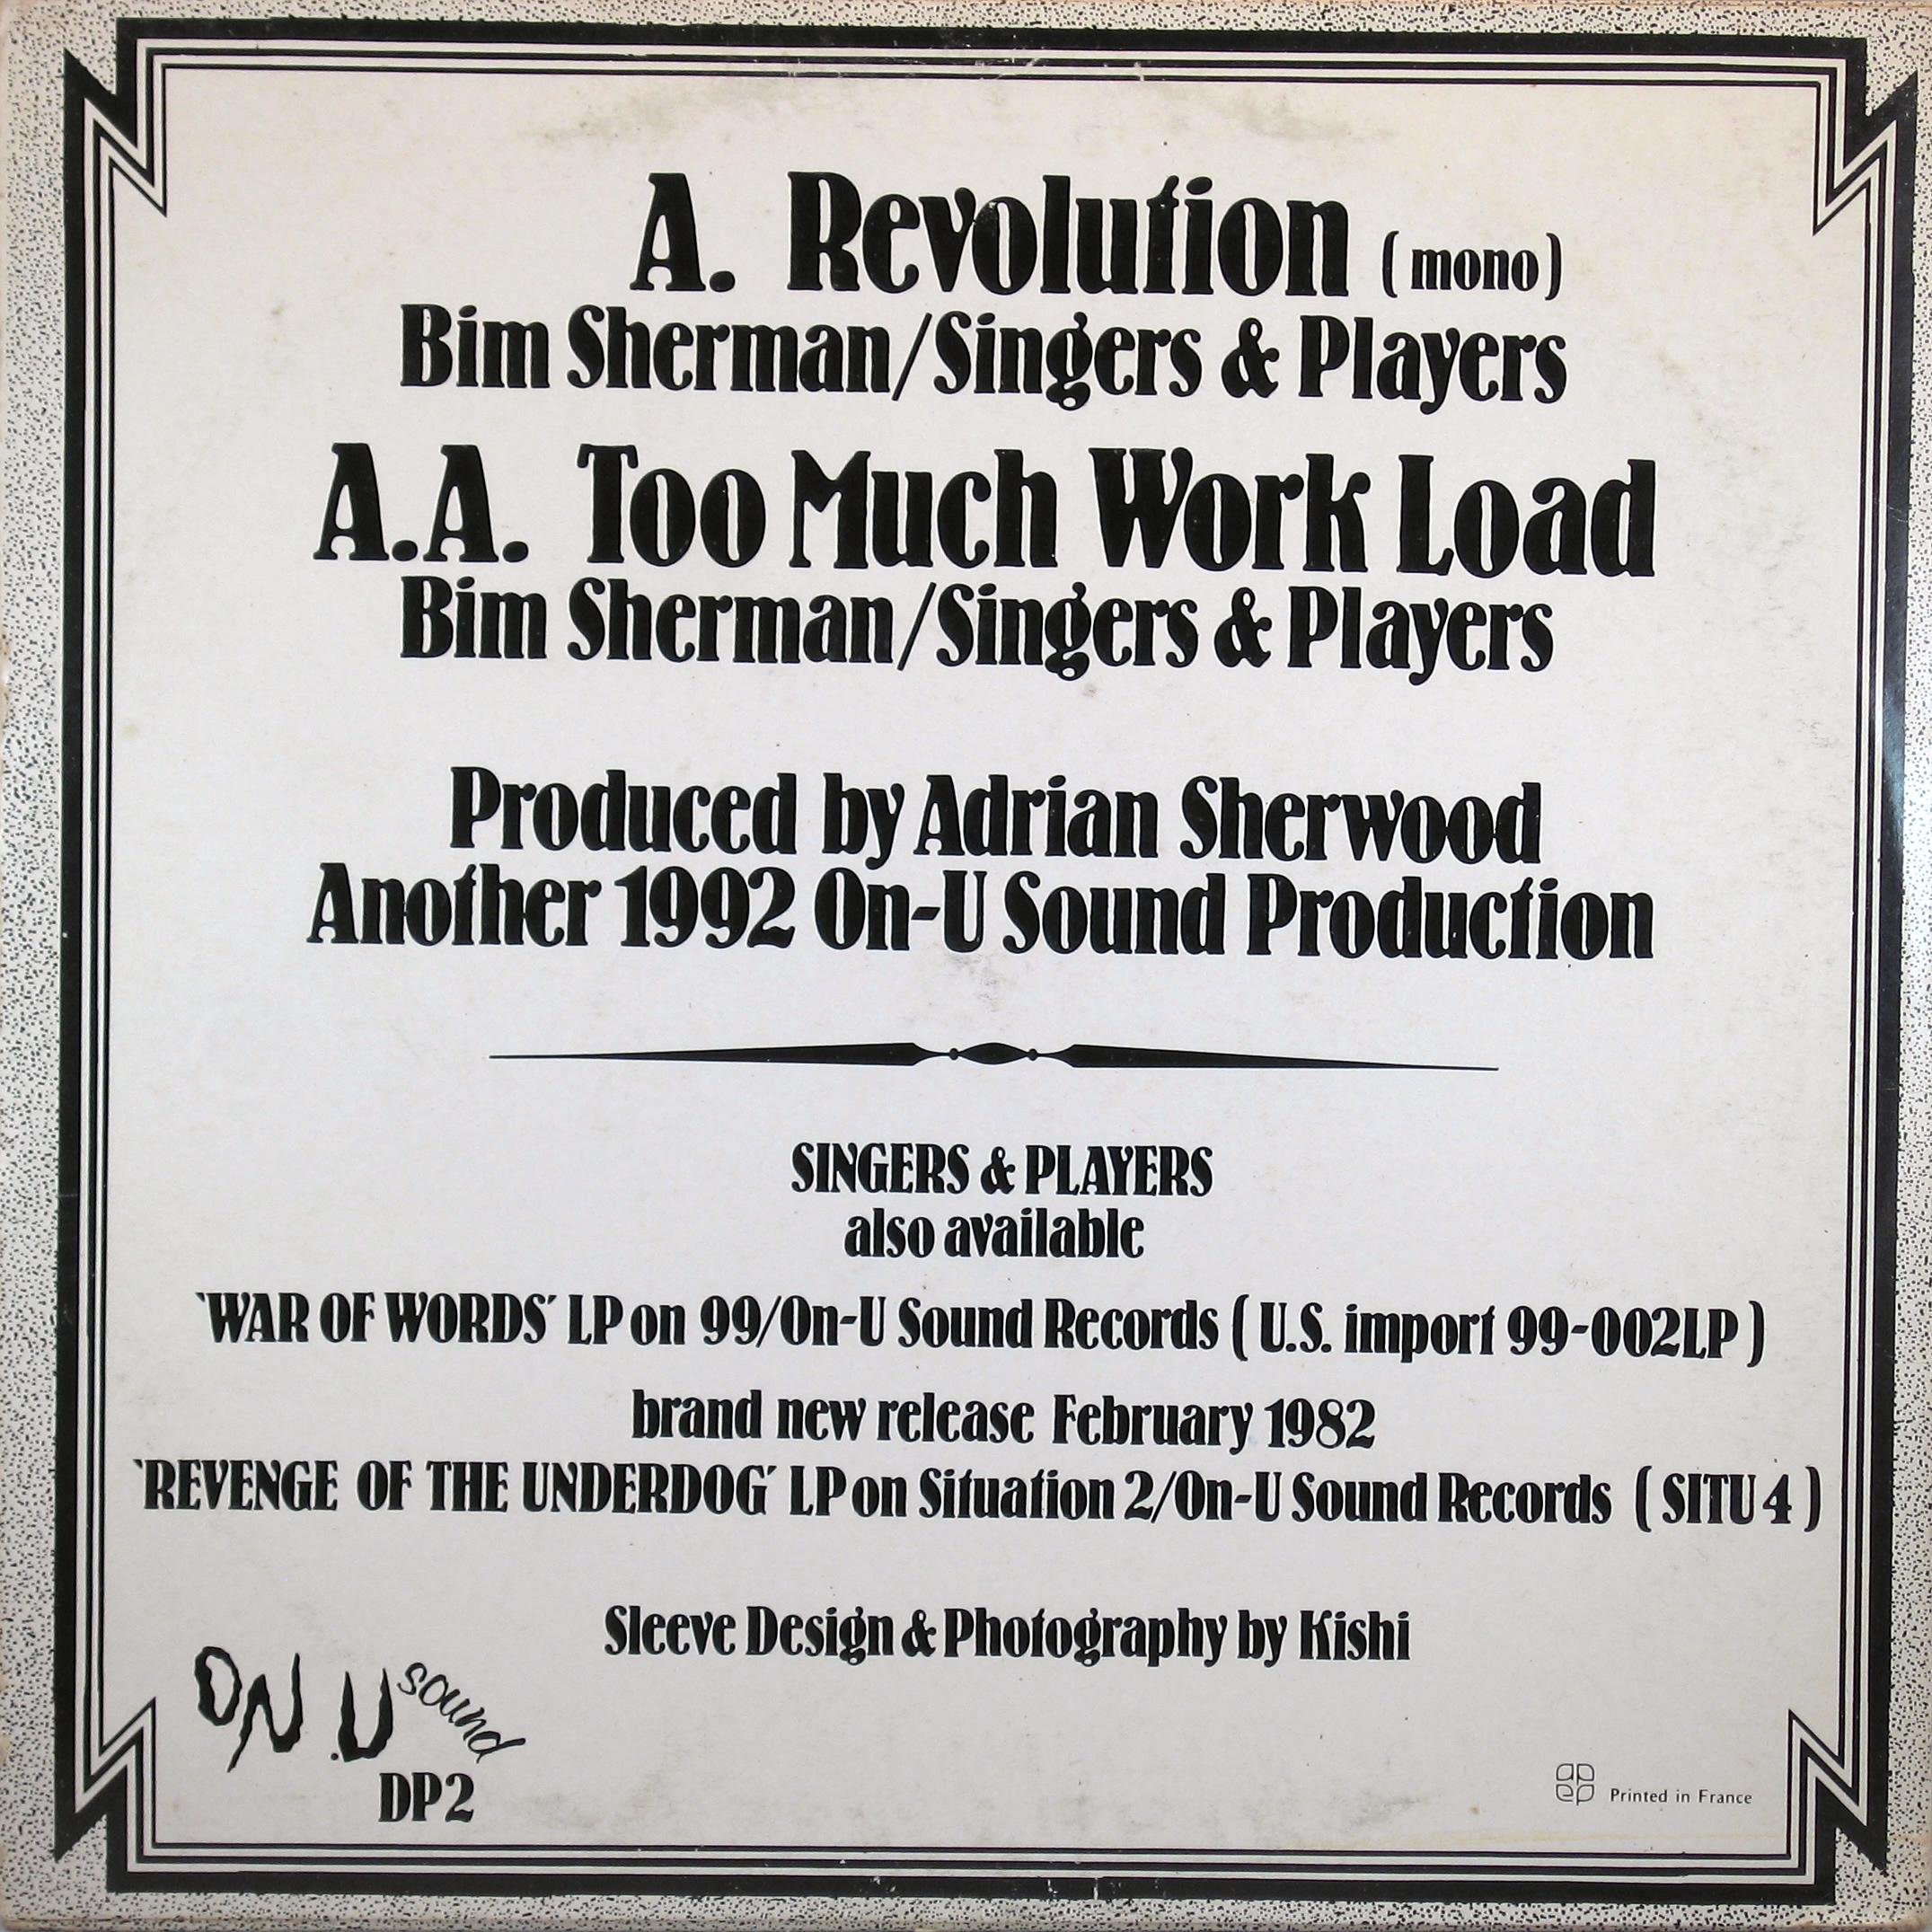 A. Revolution (mono)
Bim Sherman/Singers & Players
A.A. Too Much Work Load
Bim Sherman/Singers & Players
Produced by Adrian Sherwood
Another 1992 On-U Sound Production
SINGERS & PLAYERS
also available
`WAR OF WORDS´ LP on 99/On-U Sound Records (U.S. import 99-002LP)
brand new release February 1982
`REVENGE OF THE UNDERDOG´ LP on Situation 2/On-U Sound Records (SITU 4)
Sleeve Design & Photography by Kishi
ON.U sound
DP2
apep Printed in France